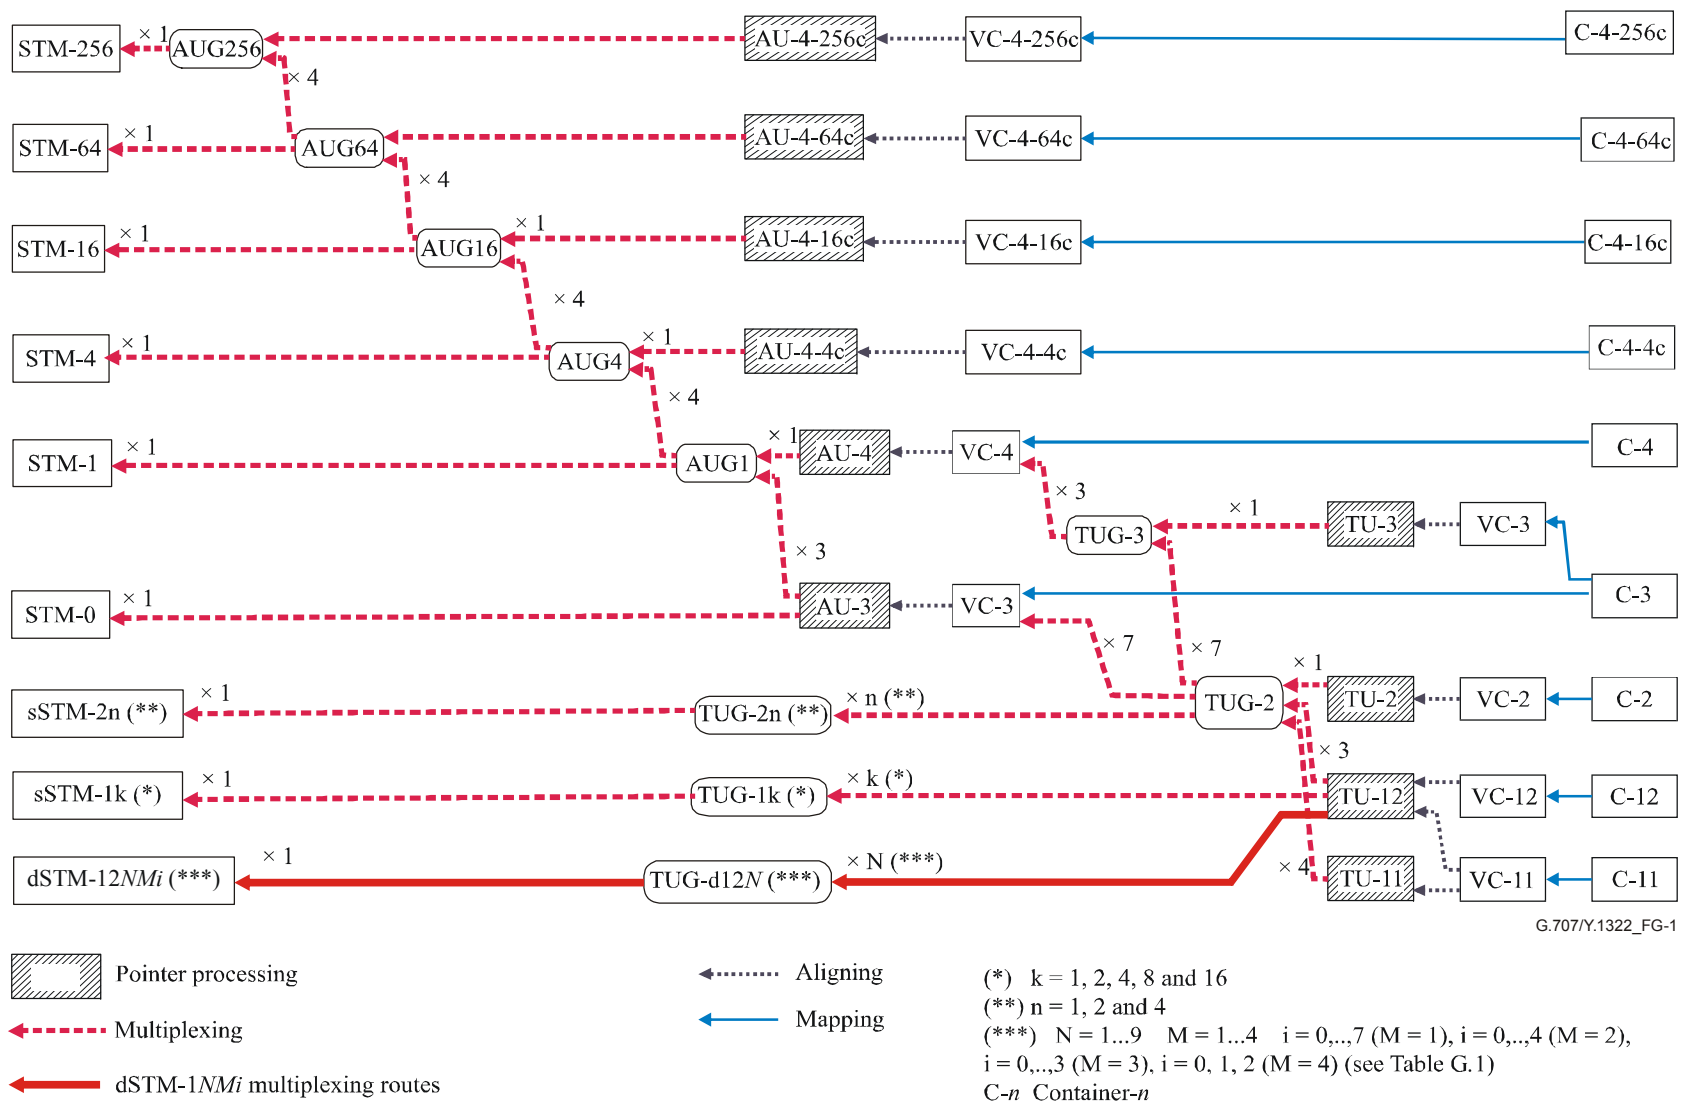 STM-256
× 1
AUG256
AU-4-256c
VC-4-256c
C-4-256c
× 4
STM-64
× 1
AUG64
AU-4-64c
VC-4-64c
C-4-64c
× 4
STM-16
× 1
AUG16
× 1
AU-4-16c
VC-4-16c
C-4-16c
× 4
STM-4
× 1
AUG4
× 1
AU-4-4c
VC-4-4c
C-4-4c
× 4
STM-1
× 1
AUG1
× 1
AU-4
VC-4
C-4
× 3
TUG-3
× 1
TU-3
VC-3
× 3
STM-0
× 1
AU-3
VC-3
C-3
× 7
× 7
sSTM-2n (**)
× 1
TUG-2n (**)
× n (**)
TUG-2
× 1
TU-2
VC-2
C-2
× 3
sSTM-1k (*)
× 1
TUG-1k (*)
× k (*)
TU-12
VC-12
C-12
dSTM-12NMi (***)
× 1
TUG-d12N (***)
× N (***)
× 4
TU-11
VC-11
C-11
G.707/Y.1322_FG-1
Pointer processing
Multiplexing
dSTM-1NMi multiplexing routes
Aligning
Mapping
(*) k = 1, 2, 4, 8 and 16
(**) n = 1, 2 and 4
(***) N = 1...9 M = 1...4 i = 0,..,7 (M = 1), i = 0,..,4 (M = 2),
i = 0,..,3 (M = 3), i = 0, 1, 2 (M = 4) (see Table G.1)
C-n Container-n